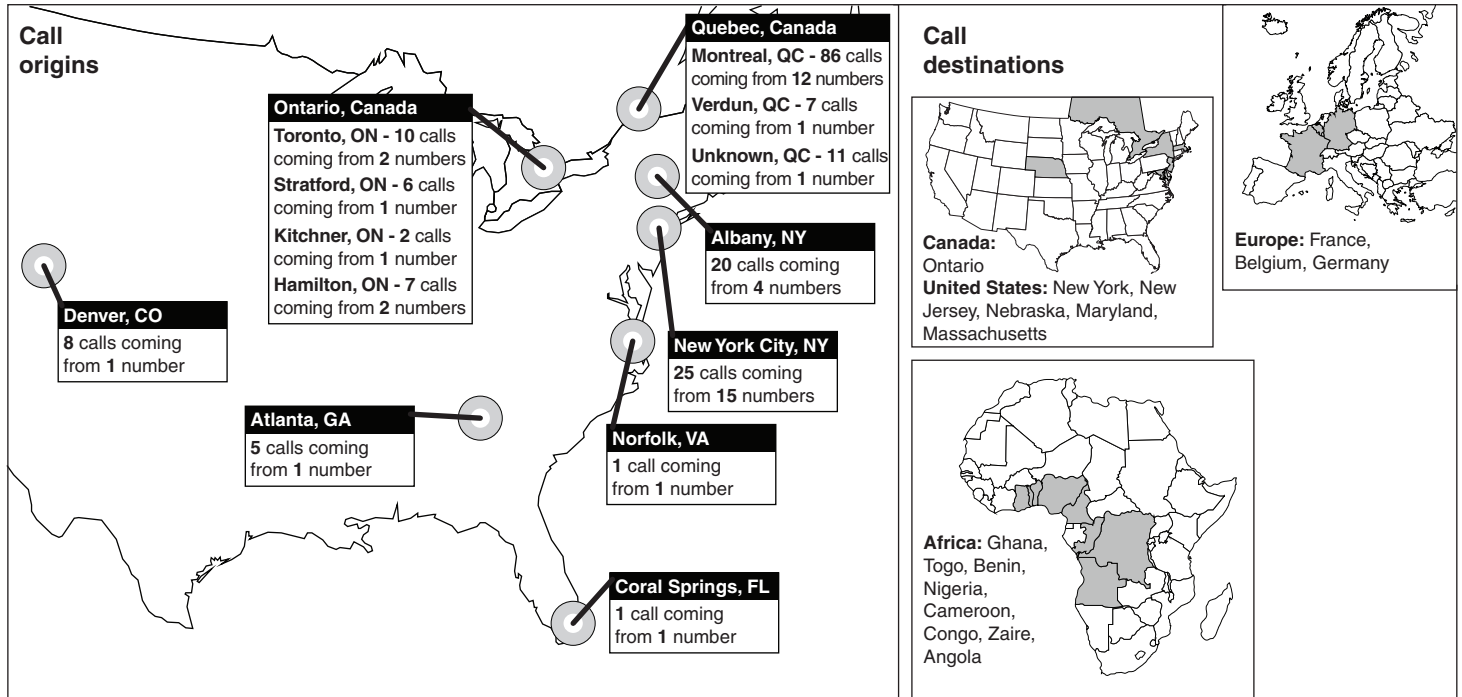 Call
origins
Ontario, Canada
Toronto, ON - 10 calls
coming from 2 numbers
Stratford, ON - 6 calls
coming from 1 number
Kitchner, ON - 2 calls
coming from 1 number
Hamilton, ON - 7 calls
coming from 2 numbers
Quebec, Canada
Montreal, QC - 86 calls
coming from 12 numbers
Verdun, QC - 7 calls
coming from 1 number
Unknown, QC - 11 calls
coming from 1 number
Albany, NY
20 calls coming
from 4 numbers
Denver, CO
8 calls coming
from 1 number
New York City, NY
25 calls coming
from 15 numbers
Atlanta, GA
5 calls coming
from 1 number
Norfolk, VA
1 call coming
from 1 number
Coral Springs, FL
1 call coming
from 1 number
Call
destinations
Canada:
Ontario
United States: New York, New
Jersey, Nebraska, Maryland,
Massachusetts
Europe: France,
Belgium, Germany
Africa: Ghana,
Togo, Benin,
Nigeria,
Cameroon,
Congo, Zaire,
Angola